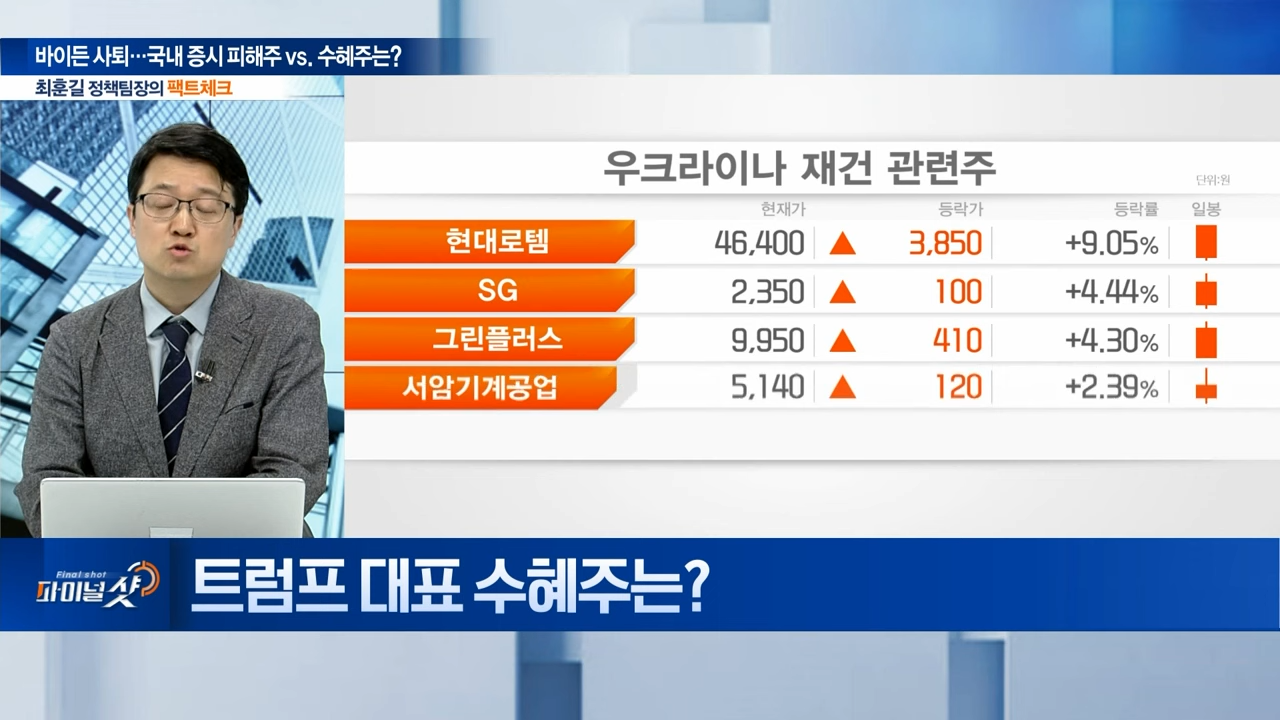 바이든 사퇴…국내 증시 피해주 vs. 수혜주는?
최훈길 정책팀장의 팩트체크
우크라이나 재건 관련주
단위:원
현재가 등락가 등락률 일봉
현대로템 46,400 ▲ 3,850 +9.05%
SG 2,350 ▲ 100 +4.44%
그린플러스 9,950 ▲ 410 +4.30%
서암기계공업 5,140 ▲ 120 +2.39%
Final shot
파이널샷
트럼프 대표 수혜주는?